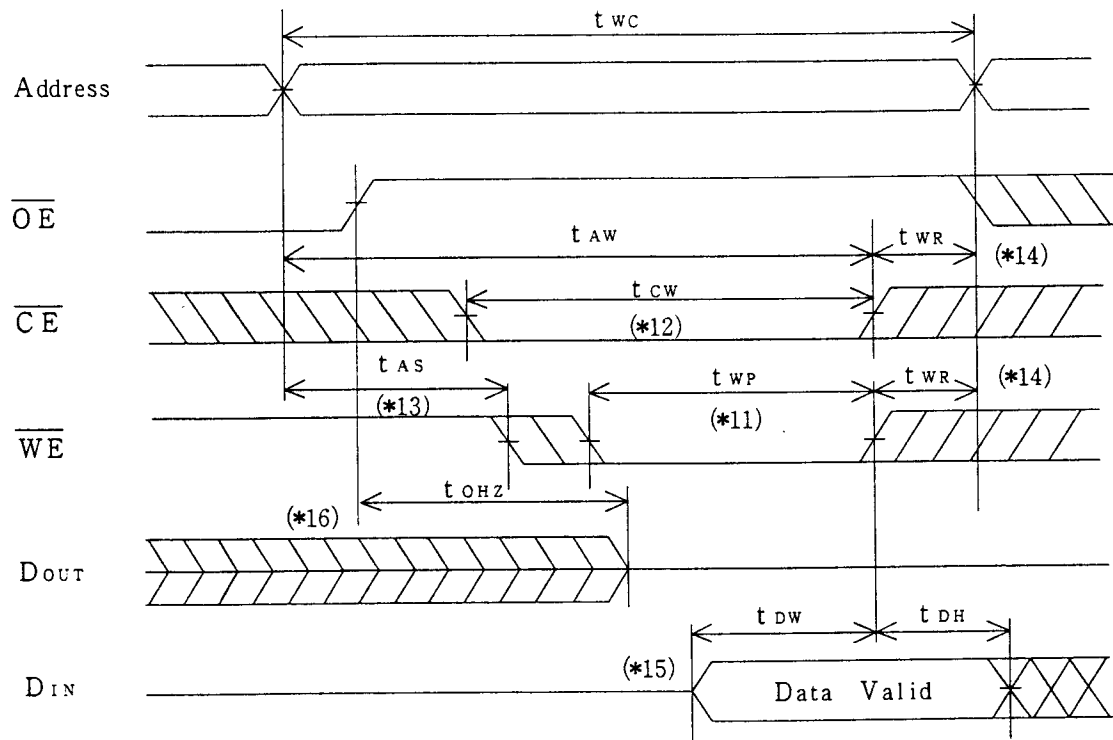 t WC
Address
OE
t AW
t WR
(*14)
CE
t CW
(*12)
t AS
(*13)
t WP
(*11)
t WR
(*14)
WE
t OHZ
(*16)
DOUT
t DW
t DH
(*15)
DIN
Data Valid